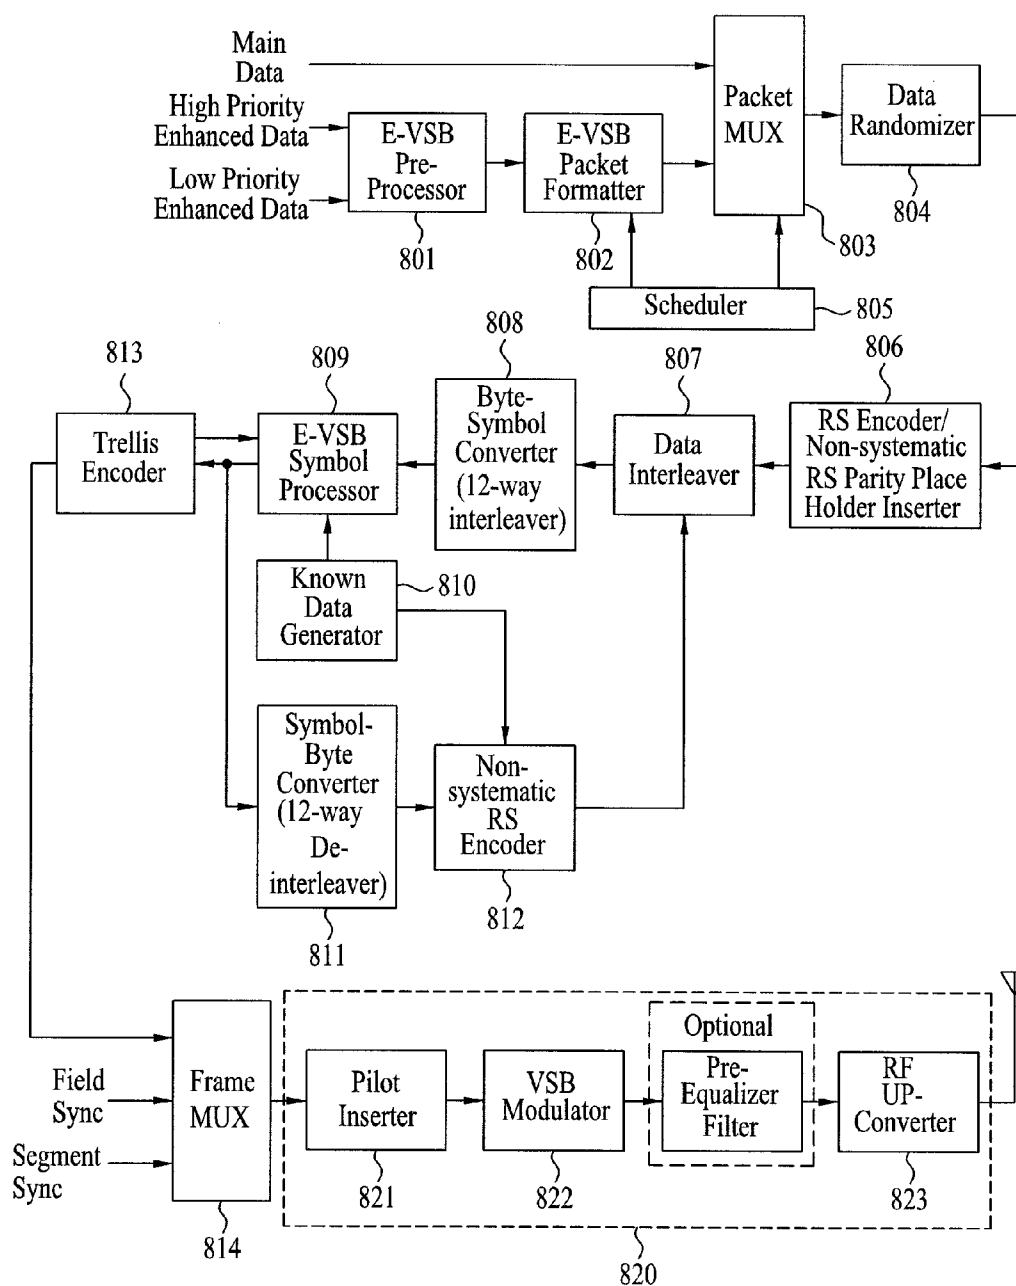 Main
Data
High Priority
Enhanced Data
Low Priority
Enhanced Data
E-VSB
Pre-
Processor
801
E-VSB
Packet
Formatter
802
Packet
MUX
803
Data
Randomizer
804
Scheduler
805
813
Trellis
Encoder
809
E-VSB
Symbol
Processor
808
Byte-
Symbol
Converter
(12-way
interleaver)
807
Data
Interleaver
806
RS Encoder/
Non-systematic
RS Parity Place
Holder Inserter
Known
Data
Generator
810
Symbol-
Byte
Converter
(12-way
De-
interleaver)
811
Non-
systematic
RS
Encoder
812
Field
Sync
Segment
Sync
Frame
MUX
814
Pilot
Inserter
821
VSB
Modulator
822
Optional
Pre-
Equalizer
Filter
RF
UP-
Converter
823
820